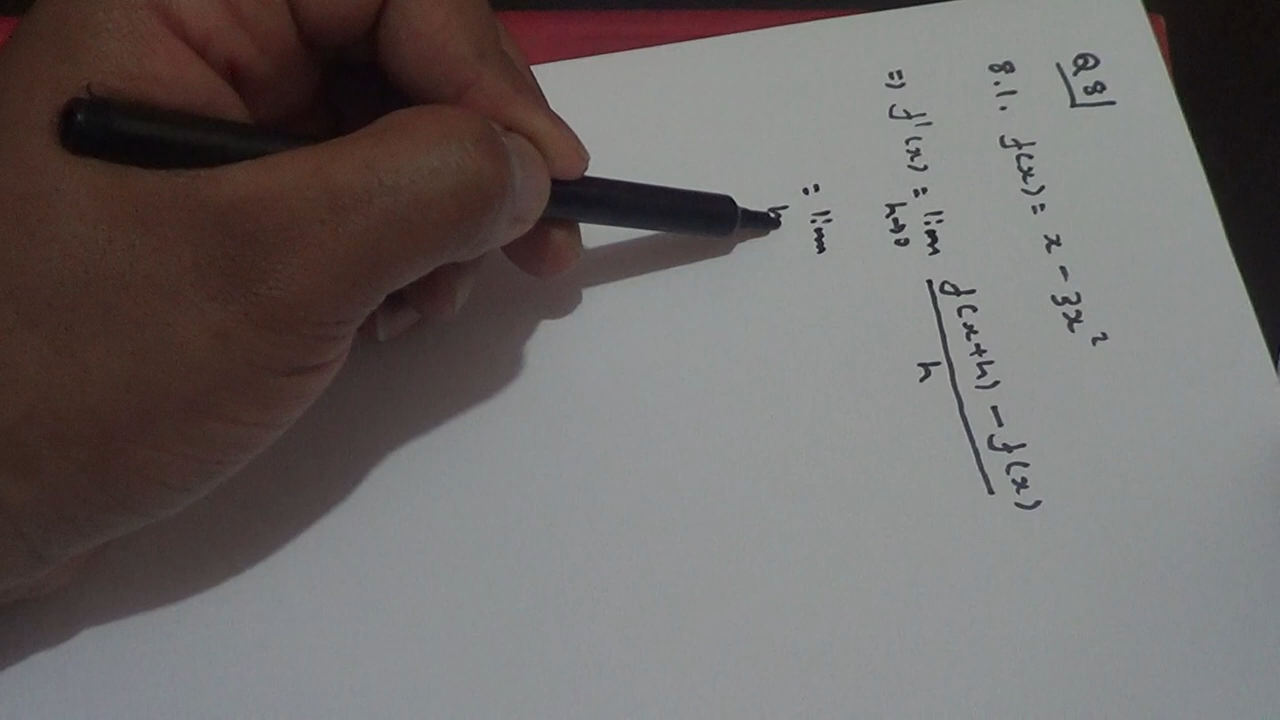 Q8
8.1. f(x) = x - 3x²
=> f'(x) = lim f(x+h) - f(x)
h→0 h
= lim
h